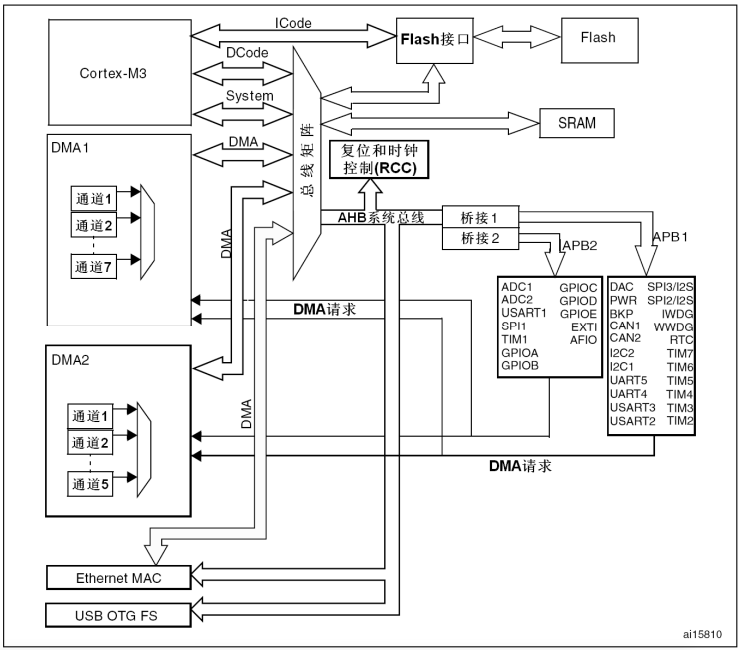 ICode
DCode
System
DMA
Cortex-M3
Flash接口
Flash
SRAM
总线矩阵
复位和时钟
控制(RCC)
DMA1
通道1
通道2
通道7
DMA
AHB系统总线
桥接1
桥接2
APB2
APB1
DMA请求
ADC1
ADC2
USART1
SPI1
TIM1
GPIOA
GPIOB
GPIOC
GPIOD
GPIOE
EXTI
AFIO
DAC
PWR
BKP
CAN1
CAN2
I2C2
I2C1
UART5
UART4
USART3
USART2
SPI3/I2S
SPI2/I2S
IWDG
WWDG
RTC
TIM7
TIM6
TIM5
TIM4
TIM3
TIM2
DMA2
通道1
通道2
通道5
DMA
DMA请求
Ethernet MAC
USB OTG FS
ai15810